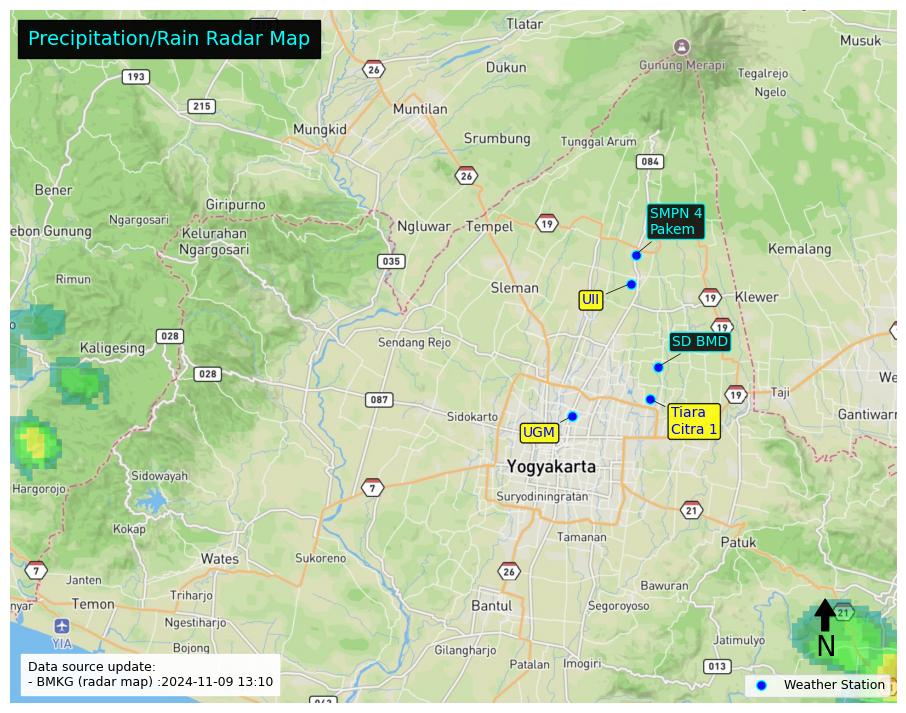 Precipitation/Rain Radar Map
Tlatar
Musuk
26
Dukun
Gunung Merapi
Tegalrejo
193
Ngelo
215
Muntilan
Mungkid
Srumbung
Tunggal Arum
084
26
Bener
Giripurno
SMPN 4
Pakem
Ngargosari
ebon Gunung
Kelurahan
Ngargosari
Ngluwar
Tempel
19
Kemalang
035
Rimun
Sleman
UII
19
Klewer
19
028
Kaligesing
Sendang Rejo
SD BMD
028
We
087
19
Taji
Sidokarto
Tiara
Citra 1
Gantiwarn
UGM
Yogyakarta
Sidowayah
Hargorojo
7
Suryodiningratan
21
Kokap
Tamanan
Patuk
Wates
Sukoreno
7
26
Janten
Bawuran
Triharjo
nyar
Temon
Bantul
Segoroyoso
21
Ngestiharjo
YIA
Jatimulyo
N
Bojong
Gilangharjo
Patalan
Imogiri
013
Data source update:
- BMKG (radar map) :2024-11-09 13:10
Weather Station